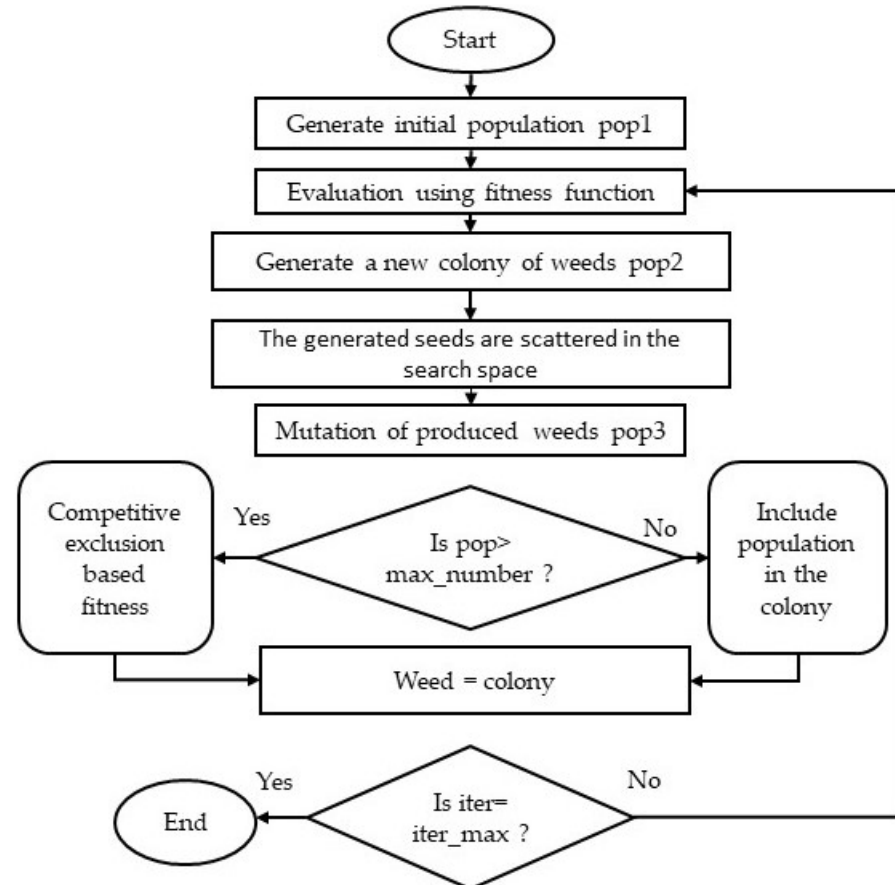 Start
Generate initial population pop1
Evaluation using fitness function
Generate a new colony of weeds pop2
The generated seeds are scattered in the
search space
Mutation of produced weeds pop3
Competitive
exclusion
based
fitness
Yes
Is pop>
max_number ?
No
Include
population
in the
colony
Weed = colony
End
Yes
Is iter=
iter_max ?
No